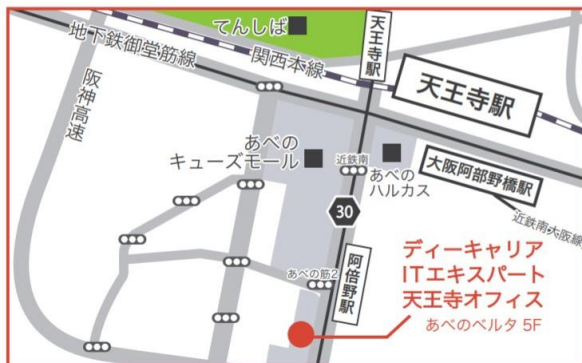 てんしば
天王寺駅
地下鉄御堂筋線
関西本線
阪神高速
天王寺駅
あべの
キューズモール
近鉄南
あべの
ハルカス
大阪阿部野橋駅
近鉄南大阪線
30
阿倍野駅
あべの筋2
ディーキャリア
ITエキスパート
天王寺オフィス
あべのベルタ 5F